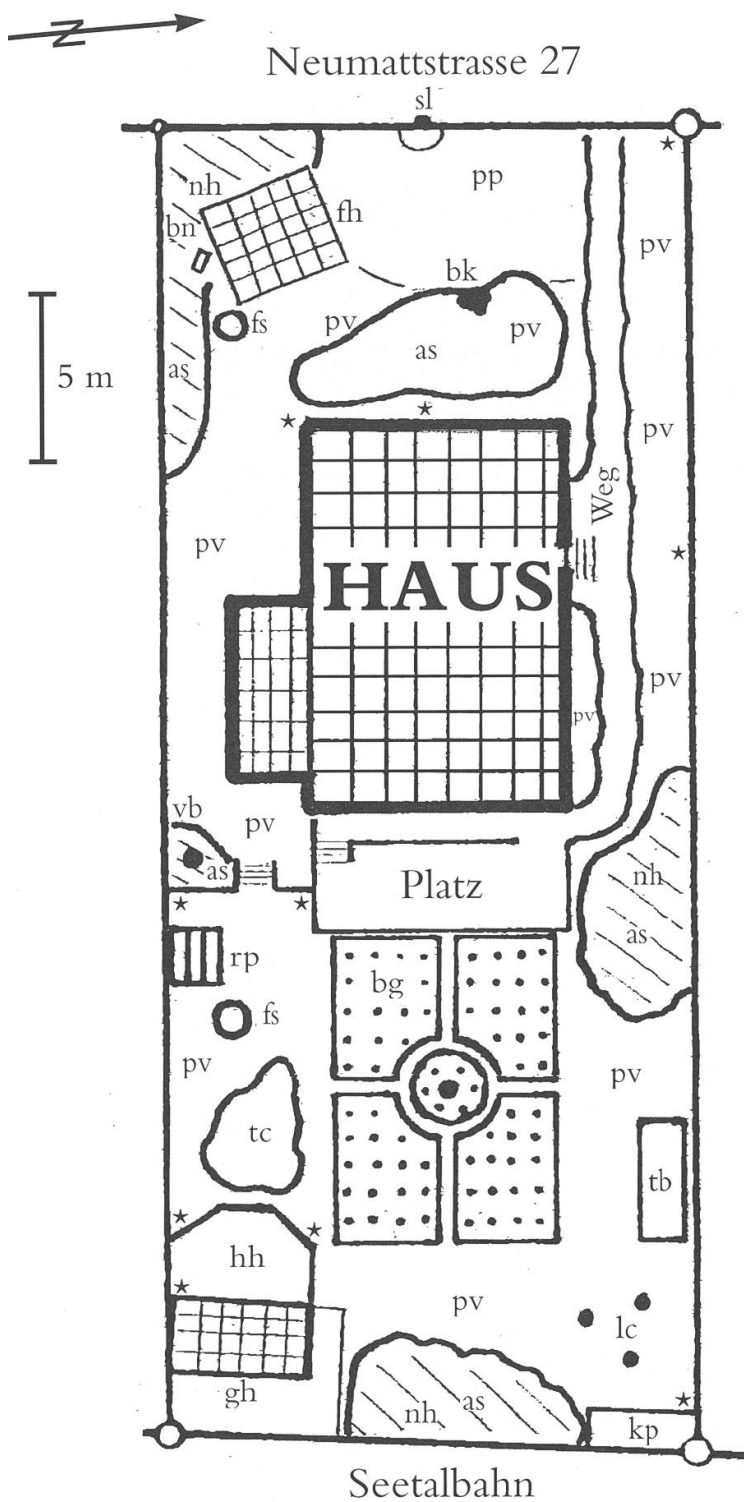 N
Neumattstrasse 27
sl
nh
pp
bn
fh
pv
bk
pv
fs
pv
as
as
5 m
pv
Weg
pv
HAUS
pv
pv
vb
pv
as
Platz
nh
as
rp
bg
fs
pv
pv
tc
tb
hh
pv
lc
gh
nh
as
kp
Seetalbahn